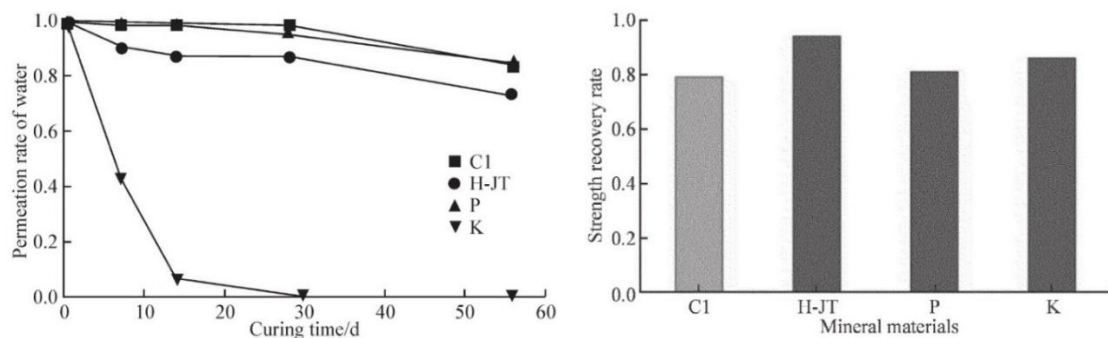 Permeation rate of water
1.0
0.8
0.6
0.4
0.2
0.0
0
10
20
30
40
50
60
Curing time/d
C1
H-JT
P
K
Strength recovery rate
1.0
0.8
0.6
0.4
0.2
0.0
C1
H-JT
P
K
Mineral materials